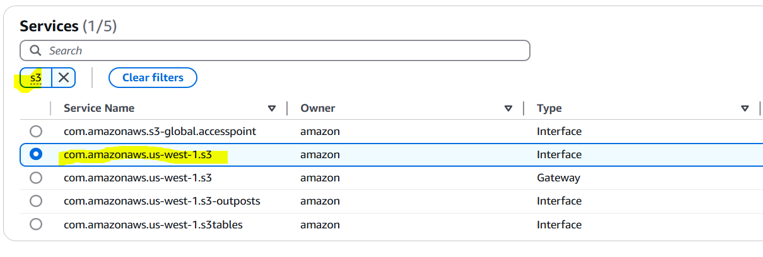 Services (1/5)
Search
s3
Clear filters
Service Name Owner Type
com.amazonaws.s3-global.accesspoint amazon Interface
com.amazonaws.us-west-1.s3 amazon Interface
com.amazonaws.us-west-1.s3 amazon Gateway
com.amazonaws.us-west-1.s3-outposts amazon Interface
com.amazonaws.us-west-1.s3tables amazon Interface